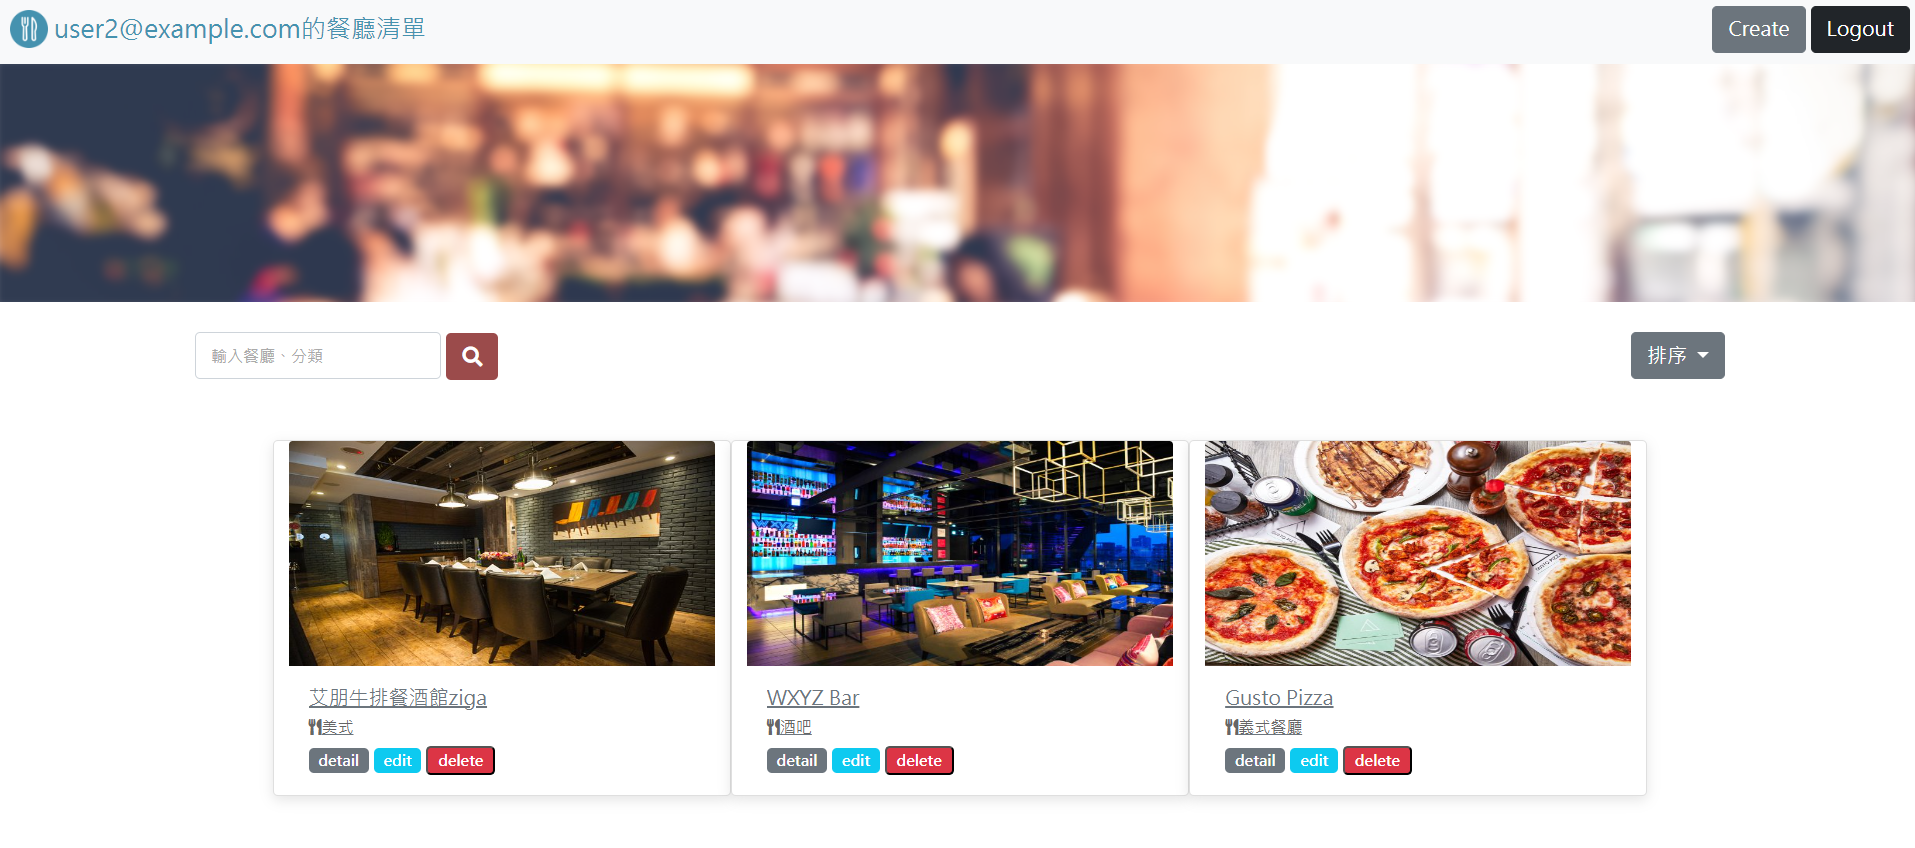 user2@example.com的餐廳清單
Create
Logout
輸入餐廳、分類
排序
艾朋牛排餐酒館ziga
美式
detail edit delete
WXYZ Bar
酒吧
detail edit delete
Gusto Pizza
義式餐廳
detail edit delete